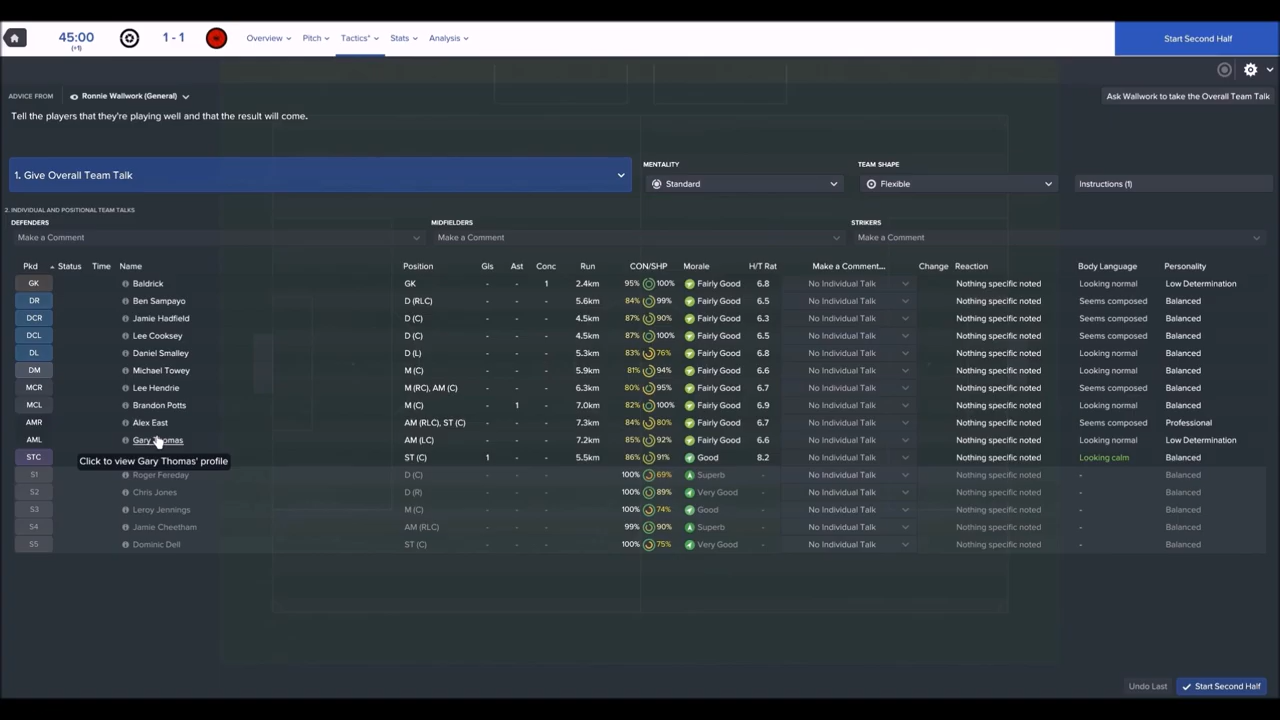 45:00
(+1)
1 - 1
Overview
Pitch
Tactics*
Stats
Analysis
Start Second Half
ADVICE FROM
Ronnie Wallwork (General)
Ask Wallwork to take the Overall Team Talk
Tell the players that they're playing well and that the result will come.
1. Give Overall Team Talk
MENTALITY
Standard
TEAM SHAPE
Flexible
Instructions (1)
2. INDIVIDUAL AND POSITIONAL TEAM TALKS
DEFENDERS
MIDFIELDERS
STRIKERS
Make a Comment
Make a Comment
Make a Comment
Pkd Status Time Name Position Gls Ast Conc Run CON/SHP Morale H/T Rat Make a Comment... Change Reaction Body Language Personality
GK Baldrick GK - - 1 2.4km 95% 100% Fairly Good 6.8 No Individual Talk Nothing specific noted Looking normal Low Determination
DR Ben Sampayo D (RLC) - - - 5.6km 84% 99% Fairly Good 6.5 No Individual Talk Nothing specific noted Seems composed Balanced
DCR Jamie Hadfield D (C) - - - 4.5km 87% 90% Fairly Good 6.3 No Individual Talk Nothing specific noted Seems composed Balanced
DCL Lee Cooksey D (C) - - - 4.5km 87% 100% Fairly Good 6.5 No Individual Talk Nothing specific noted Seems composed Balanced
DL Daniel Smalley D (L) - - - 5.3km 83% 76% Fairly Good 6.8 No Individual Talk Nothing specific noted Looking normal Balanced
DM Michael Towey M (C) - - - 5.9km 81% 94% Fairly Good 6.6 No Individual Talk Nothing specific noted Looking normal Balanced
MCR Lee Hendrie M (RC), AM (C) - - - 6.3km 80% 95% Fairly Good 6.7 No Individual Talk Nothing specific noted Seems composed Balanced
MCL Brandon Potts M (C) - 1 - 7.0km 82% 100% Fairly Good 6.9 No Individual Talk Nothing specific noted Looking normal Balanced
AMR Alex East AM (RLC), ST (C) - - - 7.3km 84% 80% Fairly Good 6.7 No Individual Talk Nothing specific noted Seems composed Professional
AML Gary Thomas AM (LC) - - - 7.2km 85% 92% Fairly Good 6.6 No Individual Talk Nothing specific noted Looking normal Low Determination
STC ST (C) 1 - - 5.5km 86% 91% Good 8.2 No Individual Talk Nothing specific noted Looking calm Balanced
Click to view Gary Thomas' profile
S1 Roger Fereday D (C) - - - - 100% 69% Superb - No Individual Talk Nothing specific noted - Balanced
S2 Chris Jones D (R) - - - - 100% 89% Very Good - No Individual Talk Nothing specific noted - Balanced
S3 Leroy Jennings M (C) - - - - 100% 74% Good - No Individual Talk Nothing specific noted - Balanced
S4 Jamie Cheetham AM (RLC) - - - - 99% 90% Superb - No Individual Talk Nothing specific noted - Balanced
S5 Dominic Dell ST (C) - - - - 100% 75% Very Good - No Individual Talk Nothing specific noted - Balanced
Undo Last
Start Second Half